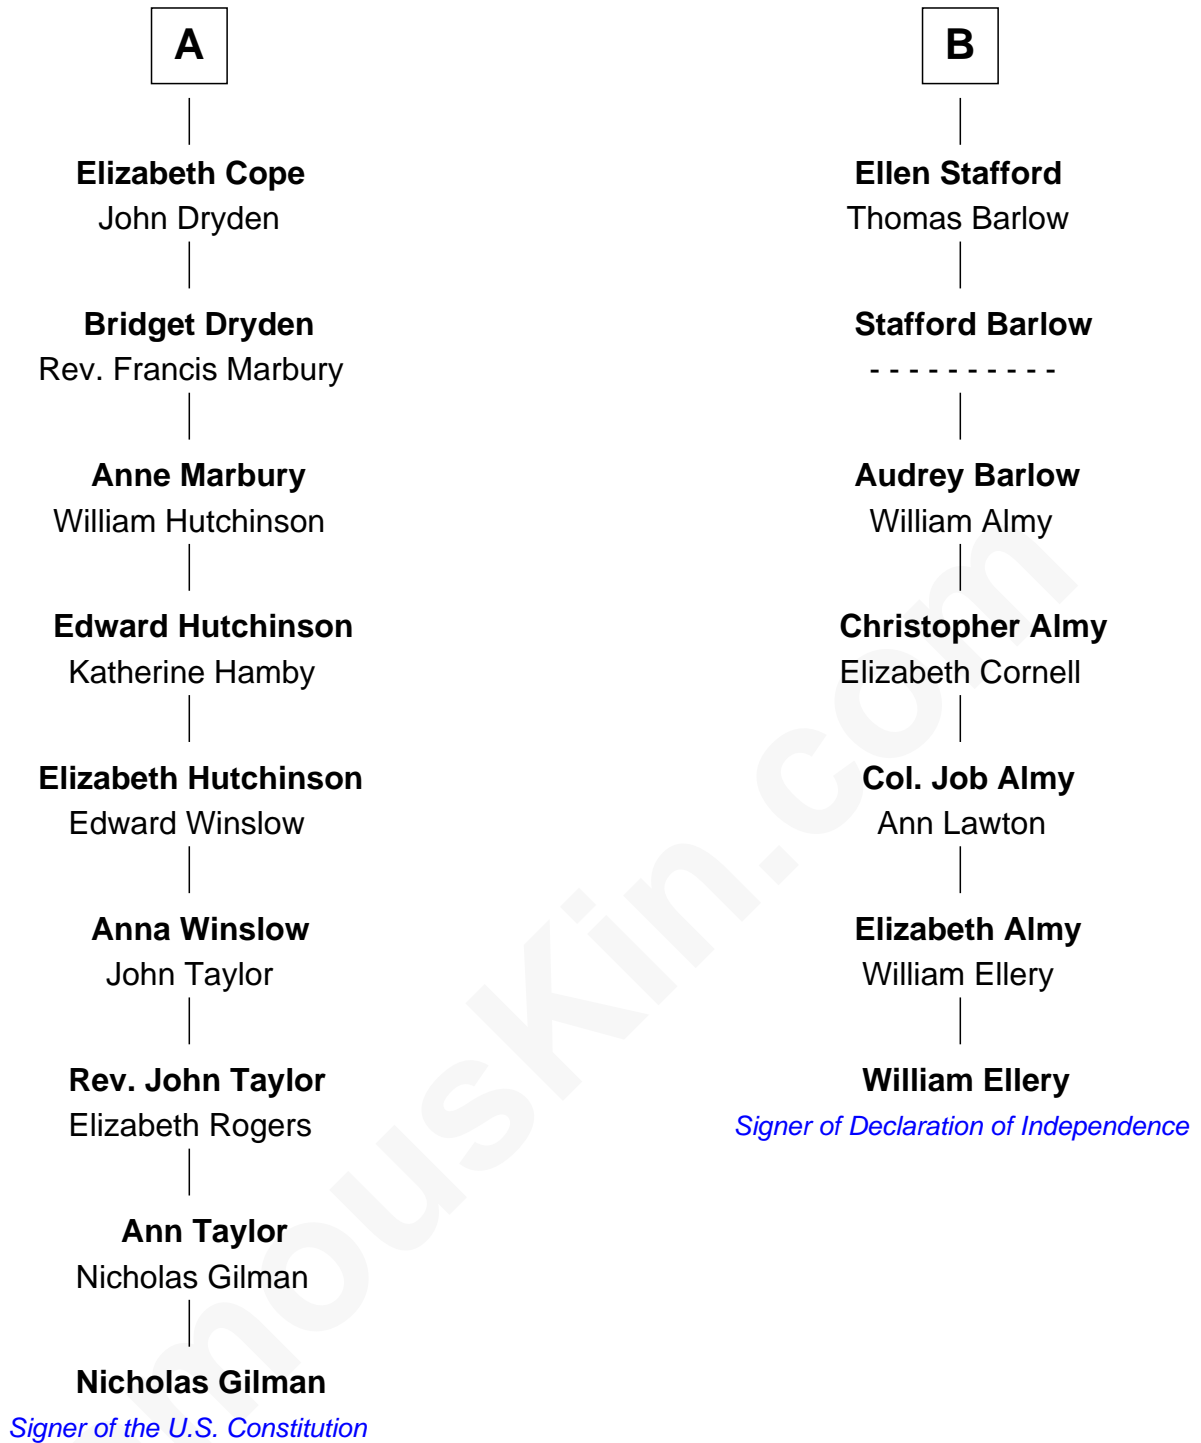 A
Elizabeth Cope
John Dryden
Bridget Dryden
Rev. Francis Marbury
Anne Marbury
William Hutchinson
Edward Hutchinson
Katherine Hamby
Elizabeth Hutchinson
Edward Winslow
Anna Winslow
John Taylor
Rev. John Taylor
Elizabeth Rogers
Ann Taylor
Nicholas Gilman
Nicholas Gilman
Signer of the U.S. Constitution
B
Ellen Stafford
Thomas Barlow
Stafford Barlow
- - - - - - - - - -
Audrey Barlow
William Almy
Christopher Almy
Elizabeth Cornell
Col. Job Almy
Ann Lawton
Elizabeth Almy
William Ellery
William Ellery
Signer of Declaration of Independence
mousKin.com